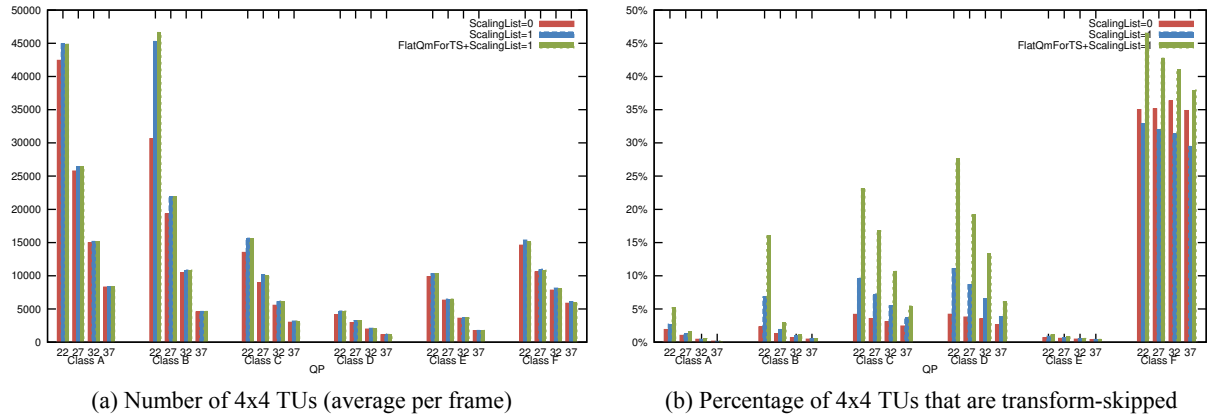 50000
45000
40000
35000
30000
25000
20000
15000
10000
5000
0
ScalingList=0
ScalingList=1
FlatQmForTS+ScalingList=1
22 27 32 37 22 27 32 37 22 27 32 37 22 27 32 37 22 27 32 37 22 27 32 37
Class A Class B Class C Class D Class E Class F
QP
(a) Number of 4x4 TUs (average per frame)
50%
45%
40%
35%
30%
25%
20%
15%
10%
5%
0%
ScalingList=0
ScalingList=1
FlatQmForTS+ScalingList=1
22 27 32 37 22 27 32 37 22 27 32 37 22 27 32 37 22 27 32 37 22 27 32 37
Class A Class B Class C Class D Class E Class F
QP
(b) Percentage of 4x4 TUs that are transform-skipped